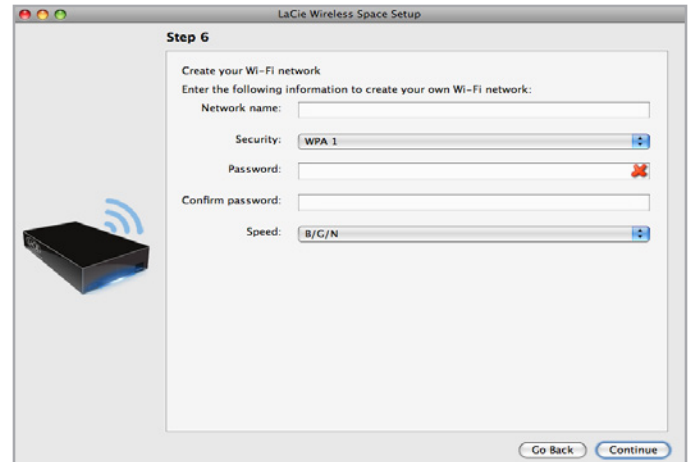 LaCie Wireless Space Setup
Step 6
Create your Wi-Fi network
Enter the following information to create your own Wi-Fi network:
Network name:
Security: WPA 1
Password:
Confirm password:
Speed: B/G/N
Go Back Continue